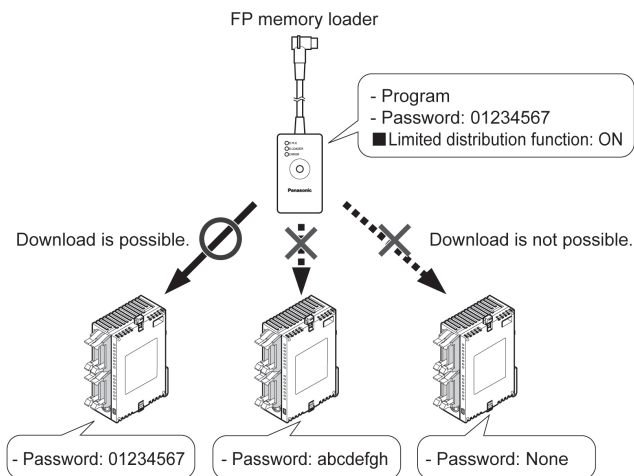 FP memory loader
- Program
- Password: 01234567
■Limited distribution function: ON
Panasonic
Download is possible.
Download is not possible.
- Password: 01234567
- Password: abcdefgh
- Password: None